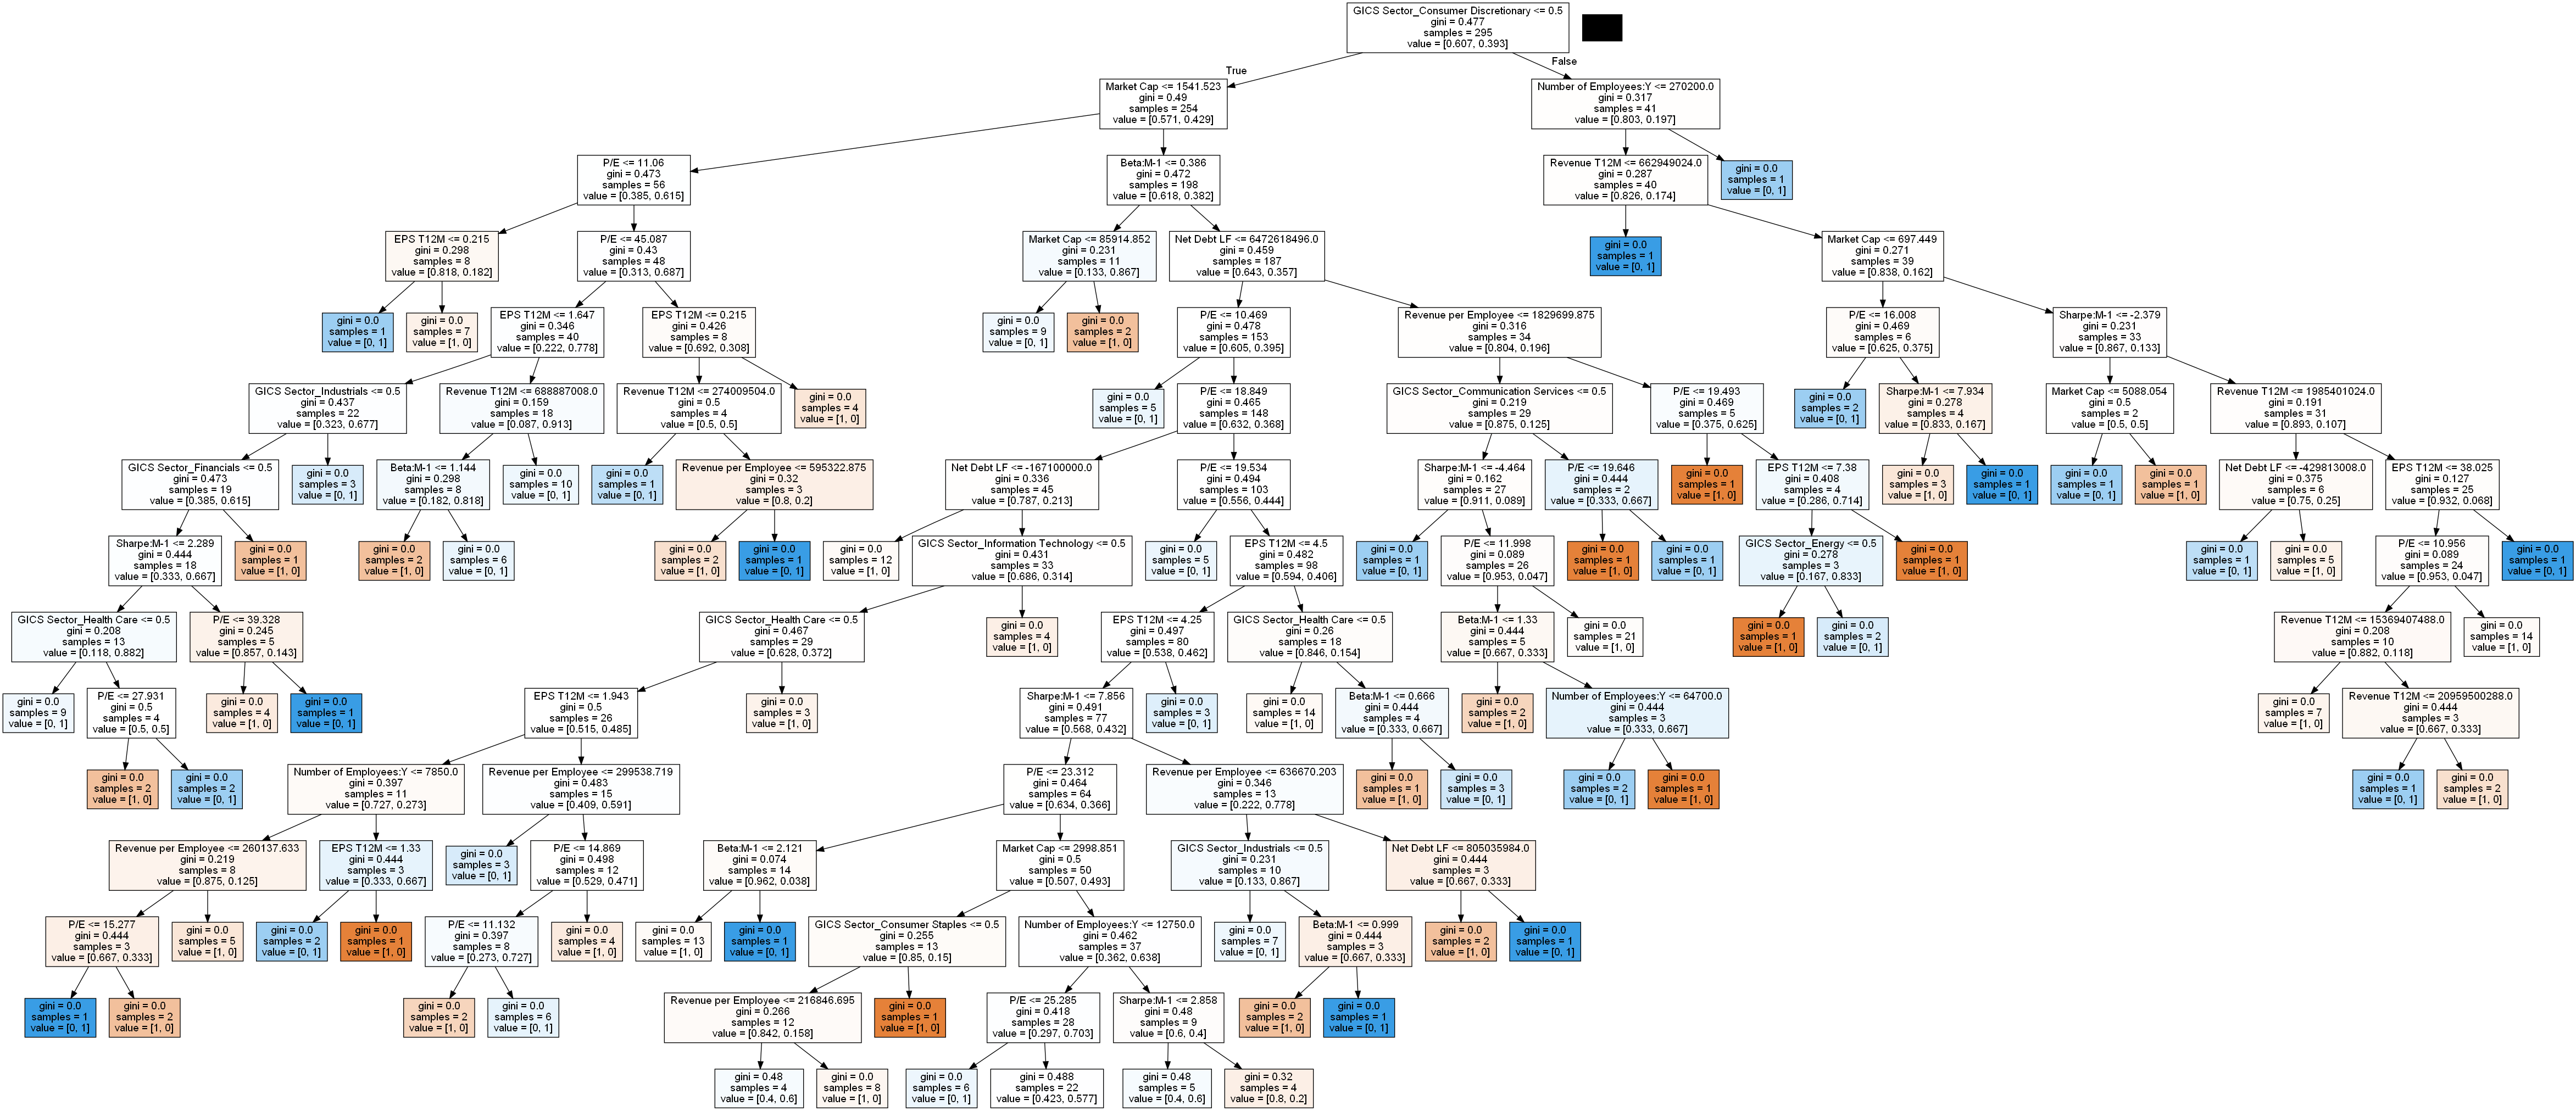 GICS Sector_Consumer Discretionary <= 0.5
gini = 0.477
samples = 295
value = [0.607, 0.393]
True
False
Market Cap <= 1541.523
gini = 0.49
samples = 254
value = [0.571, 0.429]
Number of Employees:Y <= 270200.0
gini = 0.317
samples = 41
value = [0.803, 0.197]
P/E <= 11.06
gini = 0.473
samples = 56
value = [0.385, 0.615]
Beta:M-1 <= 0.386
gini = 0.472
samples = 198
value = [0.618, 0.382]
Revenue T12M <= 662949024.0
gini = 0.287
samples = 40
value = [0.826, 0.174]
gini = 0.0
samples = 1
value = [0, 1]
EPS T12M <= 0.215
gini = 0.298
samples = 8
value = [0.818, 0.182]
P/E <= 45.087
gini = 0.43
samples = 48
value = [0.313, 0.687]
Market Cap <= 85914.852
gini = 0.231
samples = 11
value = [0.133, 0.867]
Net Debt LF <= 6472618496.0
gini = 0.459
samples = 187
value = [0.643, 0.357]
gini = 0.0
samples = 1
value = [0, 1]
Market Cap <= 697.449
gini = 0.271
samples = 39
value = [0.838, 0.162]
gini = 0.0
samples = 1
value = [0, 1]
gini = 0.0
samples = 7
value = [1, 0]
EPS T12M <= 1.647
gini = 0.346
samples = 40
value = [0.222, 0.778]
EPS T12M <= 0.215
gini = 0.426
samples = 8
value = [0.692, 0.308]
gini = 0.0
samples = 9
value = [0, 1]
gini = 0.0
samples = 2
value = [1, 0]
P/E <= 10.469
gini = 0.478
samples = 153
value = [0.605, 0.395]
Revenue per Employee <= 1829699.875
gini = 0.316
samples = 34
value = [0.804, 0.196]
P/E <= 16.008
gini = 0.469
samples = 6
value = [0.625, 0.375]
Sharpe:M-1 <= -2.379
gini = 0.231
samples = 33
value = [0.867, 0.133]
GICS Sector_Industrials <= 0.5
gini = 0.437
samples = 22
value = [0.323, 0.677]
Revenue T12M <= 688887008.0
gini = 0.159
samples = 18
value = [0.087, 0.913]
Revenue T12M <= 274009504.0
gini = 0.5
samples = 4
value = [0.5, 0.5]
gini = 0.0
samples = 4
value = [1, 0]
gini = 0.0
samples = 5
value = [0, 1]
P/E <= 18.849
gini = 0.465
samples = 148
value = [0.632, 0.368]
GICS Sector_Communication Services <= 0.5
gini = 0.219
samples = 29
value = [0.875, 0.125]
P/E <= 19.493
gini = 0.469
samples = 5
value = [0.375, 0.625]
gini = 0.0
samples = 2
value = [0, 1]
Sharpe:M-1 <= 7.934
gini = 0.278
samples = 4
value = [0.833, 0.167]
Market Cap <= 5088.054
gini = 0.5
samples = 2
value = [0.5, 0.5]
Revenue T12M <= 1985401024.0
gini = 0.191
samples = 31
value = [0.893, 0.107]
GICS Sector_Financials <= 0.5
gini = 0.473
samples = 19
value = [0.385, 0.615]
gini = 0.0
samples = 3
value = [0, 1]
Beta:M-1 <= 1.144
gini = 0.298
samples = 8
value = [0.182, 0.818]
gini = 0.0
samples = 10
value = [0, 1]
gini = 0.0
samples = 1
value = [0, 1]
Revenue per Employee <= 595322.875
gini = 0.32
samples = 3
value = [0.8, 0.2]
Net Debt LF <= -167100000.0
gini = 0.336
samples = 45
value = [0.787, 0.213]
P/E <= 19.534
gini = 0.494
samples = 103
value = [0.556, 0.444]
Sharpe:M-1 <= -4.464
gini = 0.162
samples = 27
value = [0.911, 0.089]
P/E <= 19.646
gini = 0.444
samples = 2
value = [0.333, 0.667]
gini = 0.0
samples = 1
value = [1, 0]
EPS T12M <= 7.38
gini = 0.408
samples = 4
value = [0.286, 0.714]
gini = 0.0
samples = 3
value = [1, 0]
gini = 0.0
samples = 1
value = [0, 1]
gini = 0.0
samples = 1
value = [0, 1]
gini = 0.0
samples = 1
value = [1, 0]
Net Debt LF <= -429813008.0
gini = 0.375
samples = 6
value = [0.75, 0.25]
EPS T12M <= 38.025
gini = 0.127
samples = 25
value = [0.932, 0.068]
Sharpe:M-1 <= 2.289
gini = 0.444
samples = 18
value = [0.333, 0.667]
gini = 0.0
samples = 1
value = [1, 0]
gini = 0.0
samples = 2
value = [1, 0]
gini = 0.0
samples = 6
value = [0, 1]
gini = 0.0
samples = 2
value = [1, 0]
gini = 0.0
samples = 1
value = [0, 1]
gini = 0.0
samples = 12
value = [1, 0]
GICS Sector_Information Technology <= 0.5
gini = 0.431
samples = 33
value = [0.686, 0.314]
gini = 0.0
samples = 5
value = [0, 1]
EPS T12M <= 4.5
gini = 0.482
samples = 98
value = [0.594, 0.406]
gini = 0.0
samples = 1
value = [0, 1]
P/E <= 11.998
gini = 0.089
samples = 26
value = [0.953, 0.047]
gini = 0.0
samples = 1
value = [1, 0]
gini = 0.0
samples = 1
value = [0, 1]
GICS Sector_Energy <= 0.5
gini = 0.278
samples = 3
value = [0.167, 0.833]
gini = 0.0
samples = 1
value = [1, 0]
gini = 0.0
samples = 1
value = [0, 1]
gini = 0.0
samples = 5
value = [1, 0]
P/E <= 10.956
gini = 0.089
samples = 24
value = [0.953, 0.047]
gini = 0.0
samples = 1
value = [0, 1]
GICS Sector_Health Care <= 0.5
gini = 0.208
samples = 13
value = [0.118, 0.882]
P/E <= 39.328
gini = 0.245
samples = 5
value = [0.857, 0.143]
GICS Sector_Health Care <= 0.5
gini = 0.467
samples = 29
value = [0.628, 0.372]
gini = 0.0
samples = 4
value = [1, 0]
EPS T12M <= 4.25
gini = 0.497
samples = 80
value = [0.538, 0.462]
GICS Sector_Health Care <= 0.5
gini = 0.26
samples = 18
value = [0.846, 0.154]
Beta:M-1 <= 1.33
gini = 0.444
samples = 5
value = [0.667, 0.333]
gini = 0.0
samples = 21
value = [1, 0]
gini = 0.0
samples = 1
value = [1, 0]
gini = 0.0
samples = 2
value = [0, 1]
Revenue T12M <= 15369407488.0
gini = 0.208
samples = 10
value = [0.882, 0.118]
gini = 0.0
samples = 14
value = [1, 0]
gini = 0.0
samples = 9
value = [0, 1]
P/E <= 27.931
gini = 0.5
samples = 4
value = [0.5, 0.5]
gini = 0.0
samples = 4
value = [1, 0]
gini = 0.0
samples = 1
value = [0, 1]
EPS T12M <= 1.943
gini = 0.5
samples = 26
value = [0.515, 0.485]
gini = 0.0
samples = 3
value = [1, 0]
Sharpe:M-1 <= 7.856
gini = 0.491
samples = 77
value = [0.568, 0.432]
gini = 0.0
samples = 3
value = [0, 1]
gini = 0.0
samples = 14
value = [1, 0]
Beta:M-1 <= 0.666
gini = 0.444
samples = 4
value = [0.333, 0.667]
gini = 0.0
samples = 2
value = [1, 0]
Number of Employees:Y <= 64700.0
gini = 0.444
samples = 3
value = [0.333, 0.667]
gini = 0.0
samples = 7
value = [1, 0]
Revenue T12M <= 20959500288.0
gini = 0.444
samples = 3
value = [0.667, 0.333]
gini = 0.0
samples = 2
value = [1, 0]
gini = 0.0
samples = 2
value = [0, 1]
Number of Employees:Y <= 7850.0
gini = 0.397
samples = 11
value = [0.727, 0.273]
Revenue per Employee <= 299538.719
gini = 0.483
samples = 15
value = [0.409, 0.591]
P/E <= 23.312
gini = 0.464
samples = 64
value = [0.634, 0.366]
Revenue per Employee <= 636670.203
gini = 0.346
samples = 13
value = [0.222, 0.778]
gini = 0.0
samples = 1
value = [1, 0]
gini = 0.0
samples = 3
value = [0, 1]
gini = 0.0
samples = 2
value = [0, 1]
gini = 0.0
samples = 1
value = [1, 0]
gini = 0.0
samples = 1
value = [0, 1]
gini = 0.0
samples = 2
value = [1, 0]
Revenue per Employee <= 260137.633
gini = 0.219
samples = 8
value = [0.875, 0.125]
EPS T12M <= 1.33
gini = 0.444
samples = 3
value = [0.333, 0.667]
gini = 0.0
samples = 3
value = [0, 1]
P/E <= 14.869
gini = 0.498
samples = 12
value = [0.529, 0.471]
Beta:M-1 <= 2.121
gini = 0.074
samples = 14
value = [0.962, 0.038]
Market Cap <= 2998.851
gini = 0.5
samples = 50
value = [0.507, 0.493]
GICS Sector_Industrials <= 0.5
gini = 0.231
samples = 10
value = [0.133, 0.867]
Net Debt LF <= 805035984.0
gini = 0.444
samples = 3
value = [0.667, 0.333]
P/E <= 15.277
gini = 0.444
samples = 3
value = [0.667, 0.333]
gini = 0.0
samples = 5
value = [1, 0]
gini = 0.0
samples = 2
value = [0, 1]
gini = 0.0
samples = 1
value = [1, 0]
P/E <= 11.132
gini = 0.397
samples = 8
value = [0.273, 0.727]
gini = 0.0
samples = 4
value = [1, 0]
gini = 0.0
samples = 13
value = [1, 0]
gini = 0.0
samples = 1
value = [0, 1]
GICS Sector_Consumer Staples <= 0.5
gini = 0.255
samples = 13
value = [0.85, 0.15]
Number of Employees:Y <= 12750.0
gini = 0.462
samples = 37
value = [0.362, 0.638]
gini = 0.0
samples = 7
value = [0, 1]
Beta:M-1 <= 0.999
gini = 0.444
samples = 3
value = [0.667, 0.333]
gini = 0.0
samples = 2
value = [1, 0]
gini = 0.0
samples = 1
value = [0, 1]
gini = 0.0
samples = 1
value = [0, 1]
gini = 0.0
samples = 2
value = [1, 0]
gini = 0.0
samples = 2
value = [1, 0]
gini = 0.0
samples = 6
value = [0, 1]
Revenue per Employee <= 216846.695
gini = 0.266
samples = 12
value = [0.842, 0.158]
gini = 0.0
samples = 1
value = [1, 0]
P/E <= 25.285
gini = 0.418
samples = 28
value = [0.297, 0.703]
Sharpe:M-1 <= 2.858
gini = 0.48
samples = 9
value = [0.6, 0.4]
gini = 0.0
samples = 2
value = [1, 0]
gini = 0.0
samples = 1
value = [0, 1]
gini = 0.48
samples = 4
value = [0.4, 0.6]
gini = 0.0
samples = 8
value = [1, 0]
gini = 0.0
samples = 6
value = [0, 1]
gini = 0.488
samples = 22
value = [0.423, 0.577]
gini = 0.48
samples = 5
value = [0.4, 0.6]
gini = 0.32
samples = 4
value = [0.8, 0.2]